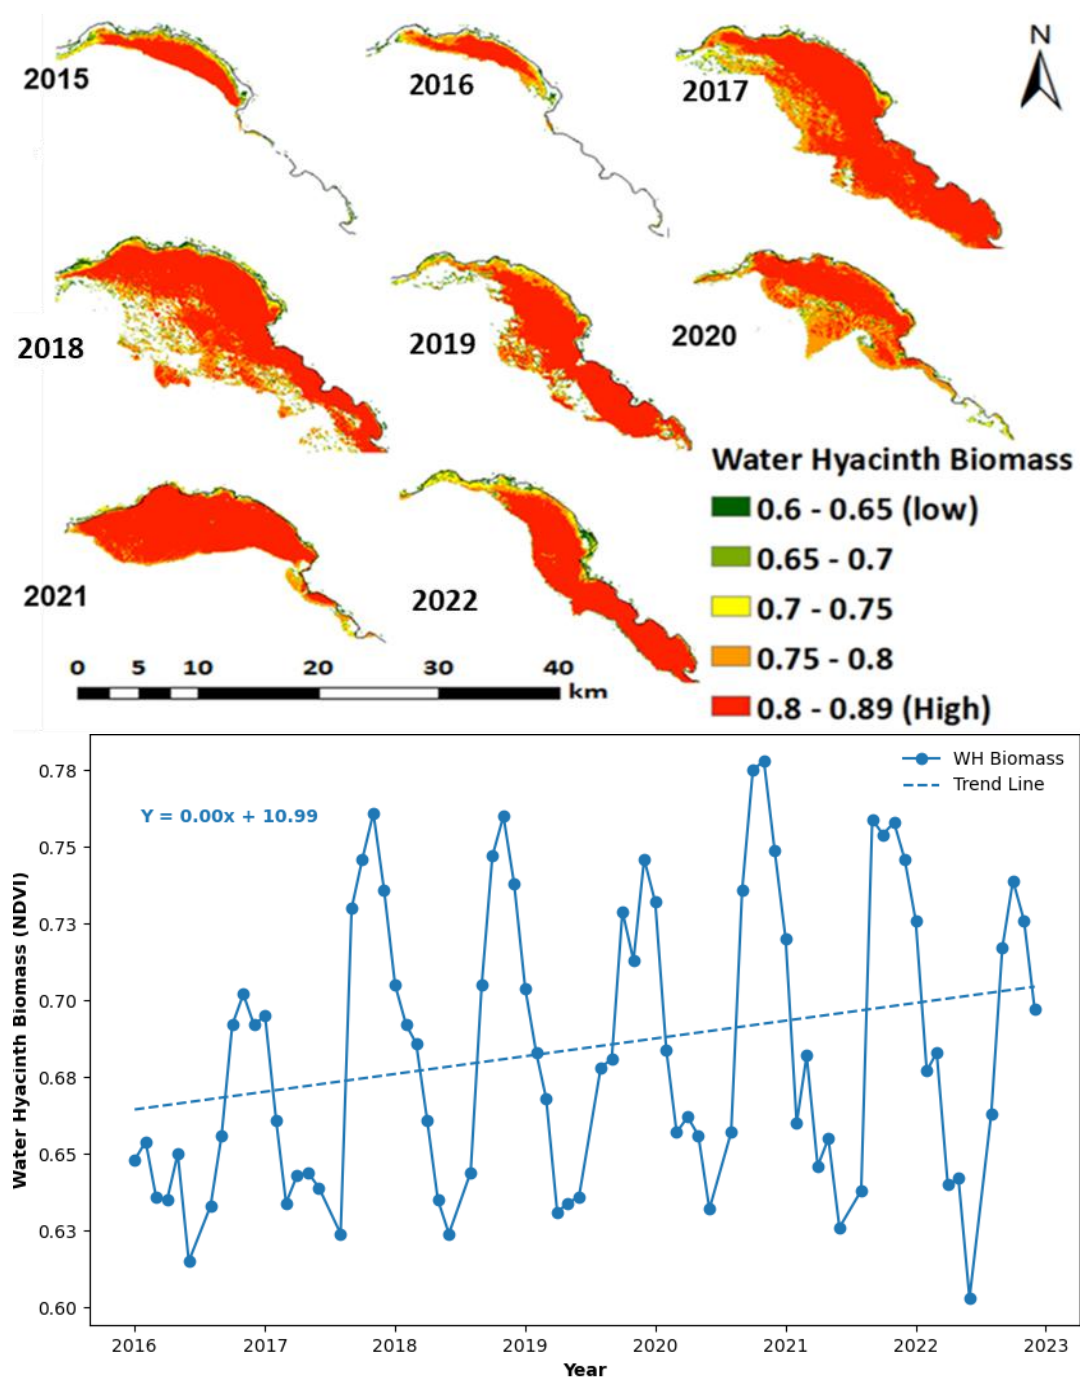 N
2015
2016
2017
2018
2019
2020
Water Hyacinth Biomass
0.6 - 0.65 (low)
0.65 - 0.7
0.7 - 0.75
0.75 - 0.8
0.8 - 0.89 (High)
2021
2022
0 5 10 20 30 40
km
WH Biomass
Trend Line
Y = 0.00x + 10.99
Water Hyacinth Biomass (NDVI)
0.78
0.75
0.73
0.70
0.68
0.65
0.63
0.60
2016 2017 2018 2019 2020 2021 2022 2023
Year